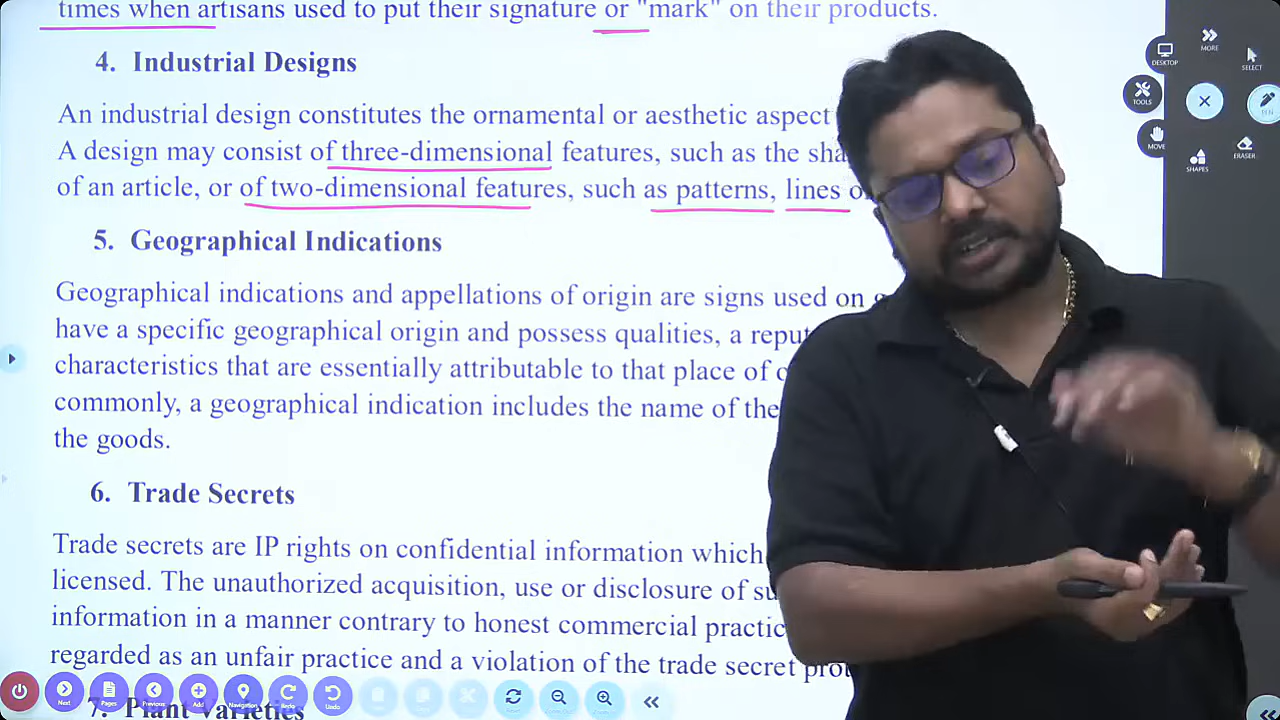 times when artisans used to put their signature or "mark" on their products.
4. Industrial Designs
An industrial design constitutes the ornamental or aesthetic aspect
A design may consist of three-dimensional features, such as the
of an article, or of two-dimensional features, such as patterns, lines
5. Geographical Indications
Geographical indications and appellations of origin are signs used on
have a specific geographical origin and possess qualities, a
characteristics that are essentially attributable to that place of
commonly, a geographical indication includes the name of the
the goods.
6. Trade Secrets
Trade secrets are IP rights on confidential information which
licensed. The unauthorized acquisition, use or disclosure of
information in a manner contrary to honest commercial
regarded as an unfair practice and a violation of the trade secret
7. Plant Varieties
DESKTOP
MORE
SELECT
TOOLS
PEN
MOVE
SHAPES
ERASER
Next
Pages
Previous
Add
Navigation
Redo
Undo